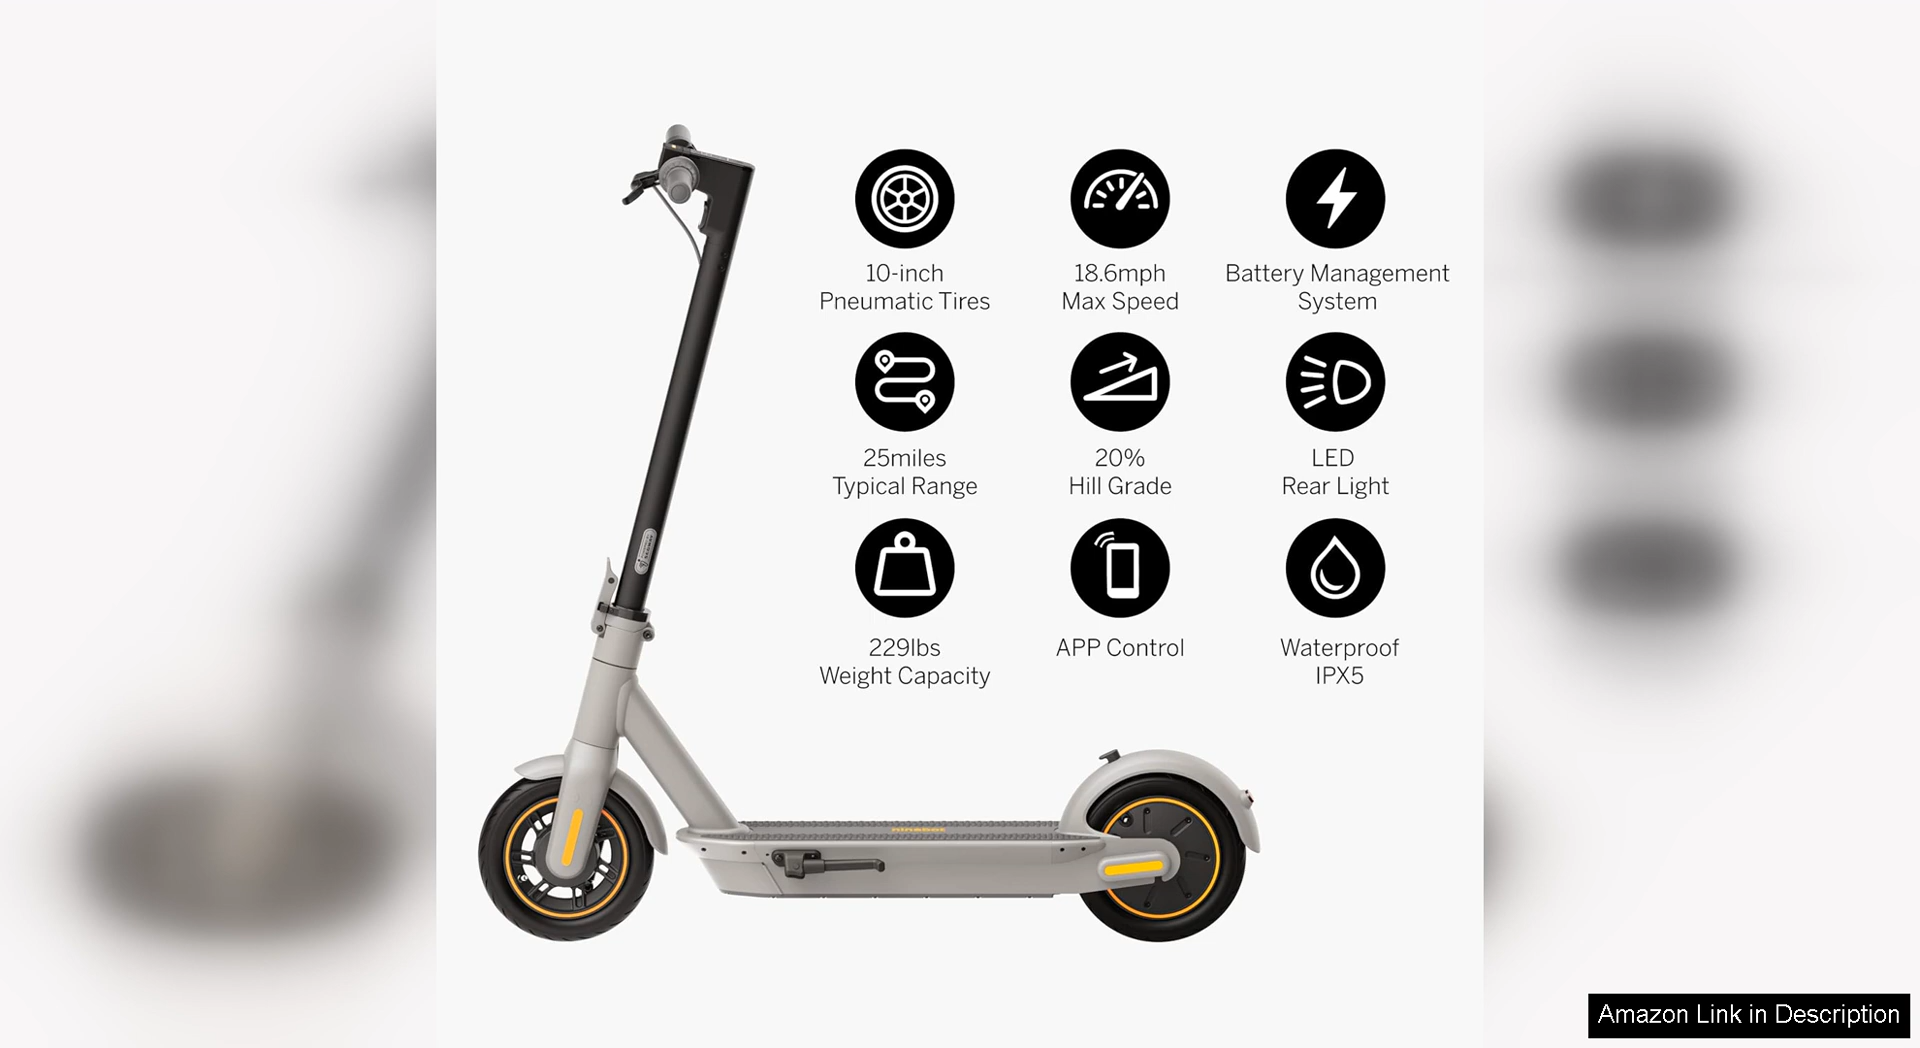 10-inch
Pneumatic Tires
18.6mph
Max Speed
Battery Management
System
25miles
Typical Range
20%
Hill Grade
LED
Rear Light
229lbs
Weight Capacity
APP Control
Waterproof
IPX5
ninebot
Amazon Link in Description